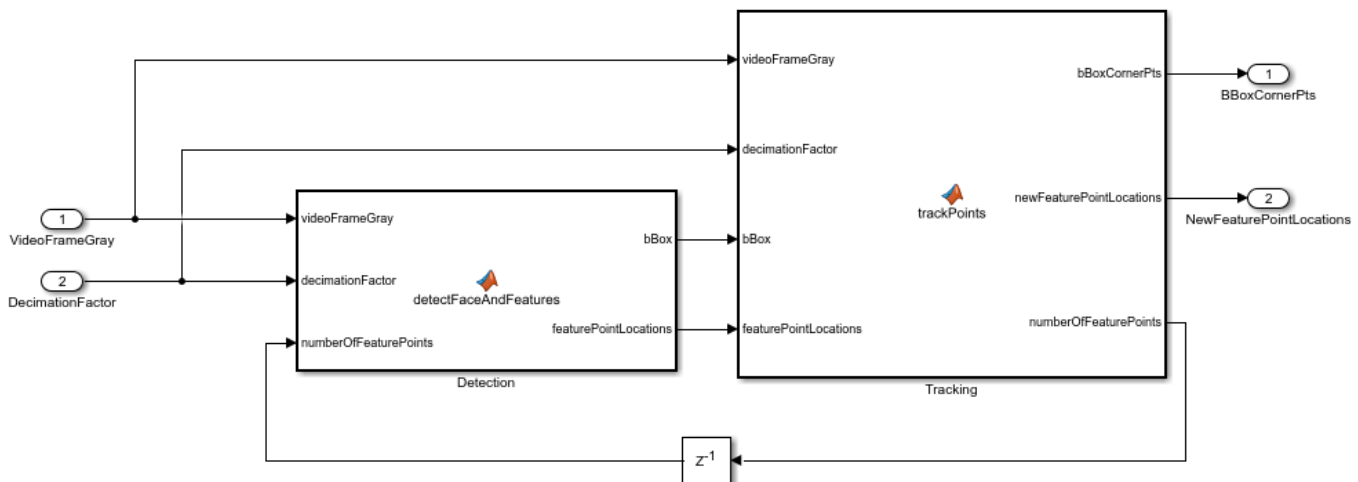 videoFrameGray
bBoxCornerPts
1
BBoxCornerPts
decimationFactor
trackPoints
newFeaturePointLocations
2
NewFeaturePointLocations
1
VideoFrameGray
videoFrameGray
bBox
bBox
2
DecimationFactor
decimationFactor
detectFaceAndFeatures
numberOfFeaturePoints
featurePointLocations
featurePointLocations
numberOfFeaturePoints
Detection
Tracking
z-1